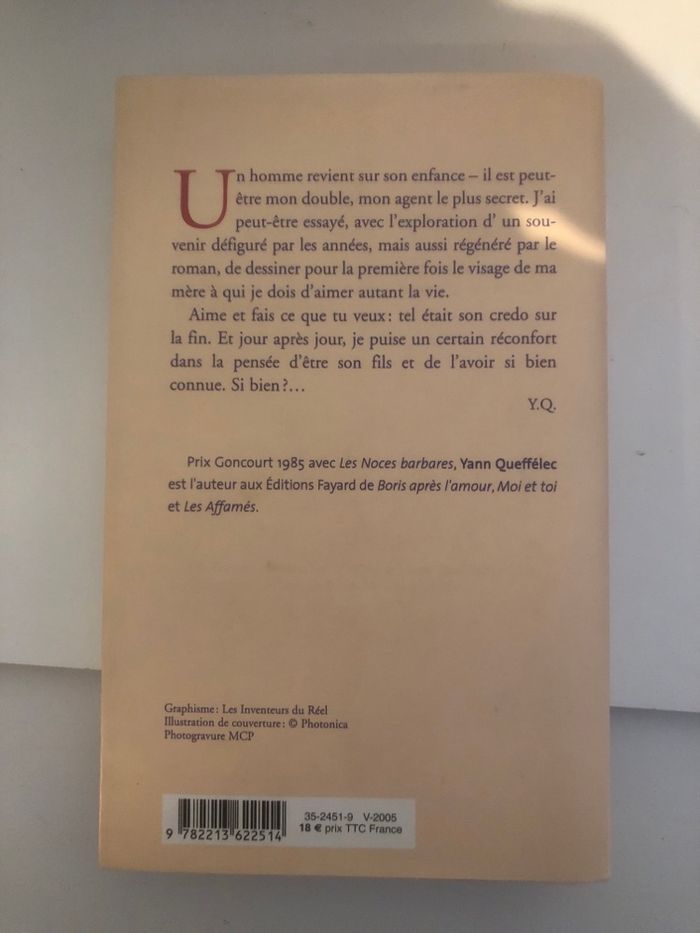 Un homme revient sur son enfance – il est peut-
être mon double, mon agent le plus secret. J'ai
peut-être essayé, avec l'exploration d' un sou-
venir défiguré par les années, mais aussi régénéré par le
roman, de dessiner pour la première fois le visage de ma
mère à qui je dois d'aimer autant la vie.
Aime et fais ce que tu veux : tel était son credo sur
la fin. Et jour après jour, je puise un certain réconfort
dans la pensée d'être son fils et de l'avoir si bien
connue. Si bien ?…
Y.Q.
Prix Goncourt 1985 avec Les Noces barbares, Yann Queffélec
est l'auteur aux Éditions Fayard de Boris après l'amour, Moi et toi
et Les Affamés.
Graphisme : Les Inventeurs du Réel
Illustration de couverture : © Photonica
Photogravure MCP
35-2451-9 V-2005
18 € prix TTC France
9 782213 622514